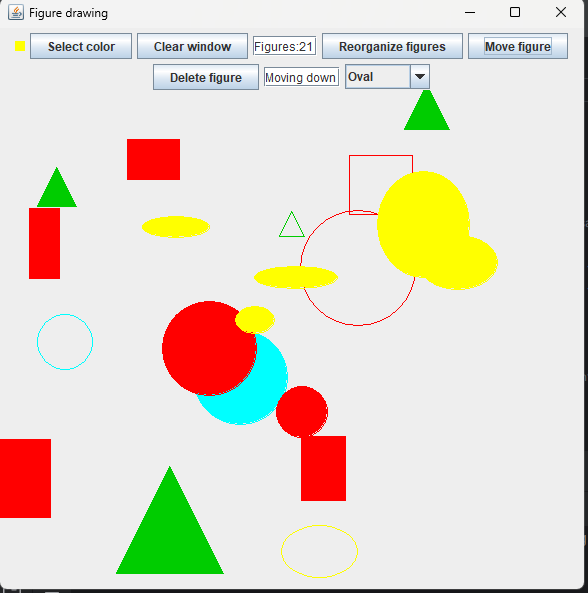 Figure drawing
Select color Clear window Figures:21 Reorganize figures Move figure
Delete figure Moving down Oval